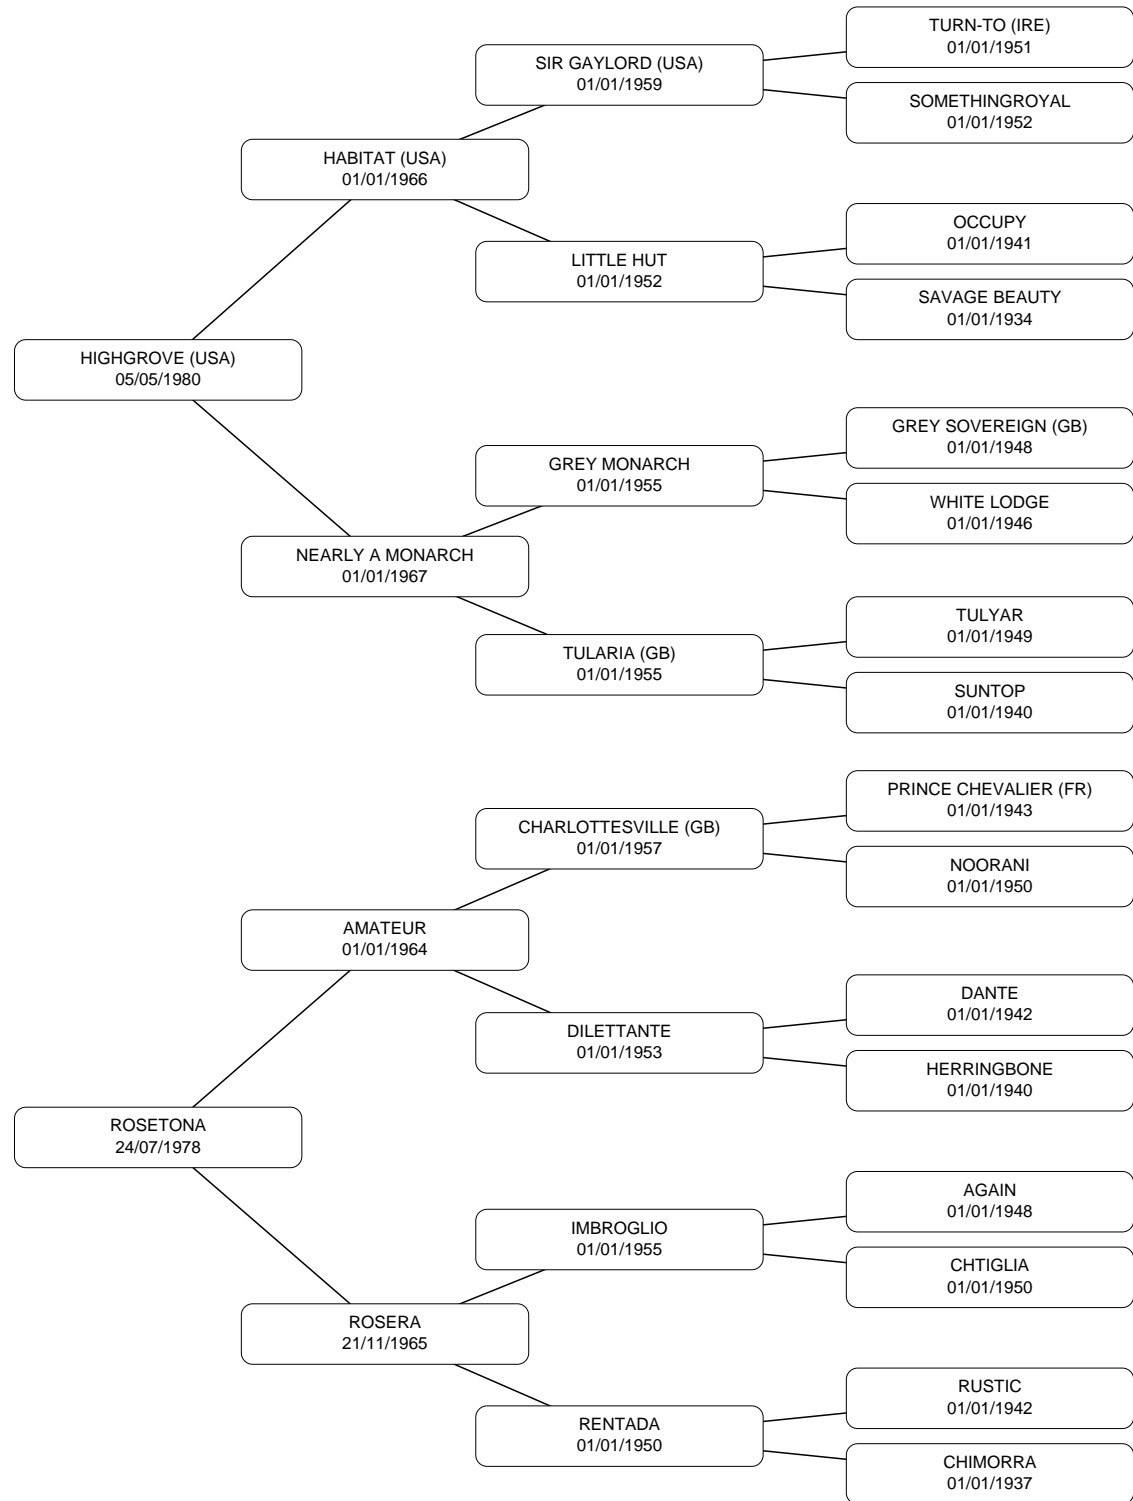 TURN-TO (IRE)
01/01/1951
SIR GAYLORD (USA)
01/01/1959
SOMETHINGROYAL
01/01/1952
HABITAT (USA)
01/01/1966
OCCUPY
01/01/1941
LITTLE HUT
01/01/1952
SAVAGE BEAUTY
01/01/1934
HIGHGROVE (USA)
05/05/1980
GREY SOVEREIGN (GB)
01/01/1948
GREY MONARCH
01/01/1955
WHITE LODGE
01/01/1946
NEARLY A MONARCH
01/01/1967
TULYAR
01/01/1949
TULARIA (GB)
01/01/1955
SUNTOP
01/01/1940
PRINCE CHEVALIER (FR)
01/01/1943
CHARLOTTESVILLE (GB)
01/01/1957
NOORANI
01/01/1950
AMATEUR
01/01/1964
DANTE
01/01/1942
DILETTANTE
01/01/1953
HERRINGBONE
01/01/1940
ROSETONA
24/07/1978
AGAIN
01/01/1948
IMBROGLIO
01/01/1955
CHTIGLIA
01/01/1950
ROSERA
21/11/1965
RUSTIC
01/01/1942
RENTADA
01/01/1950
CHIMORRA
01/01/1937